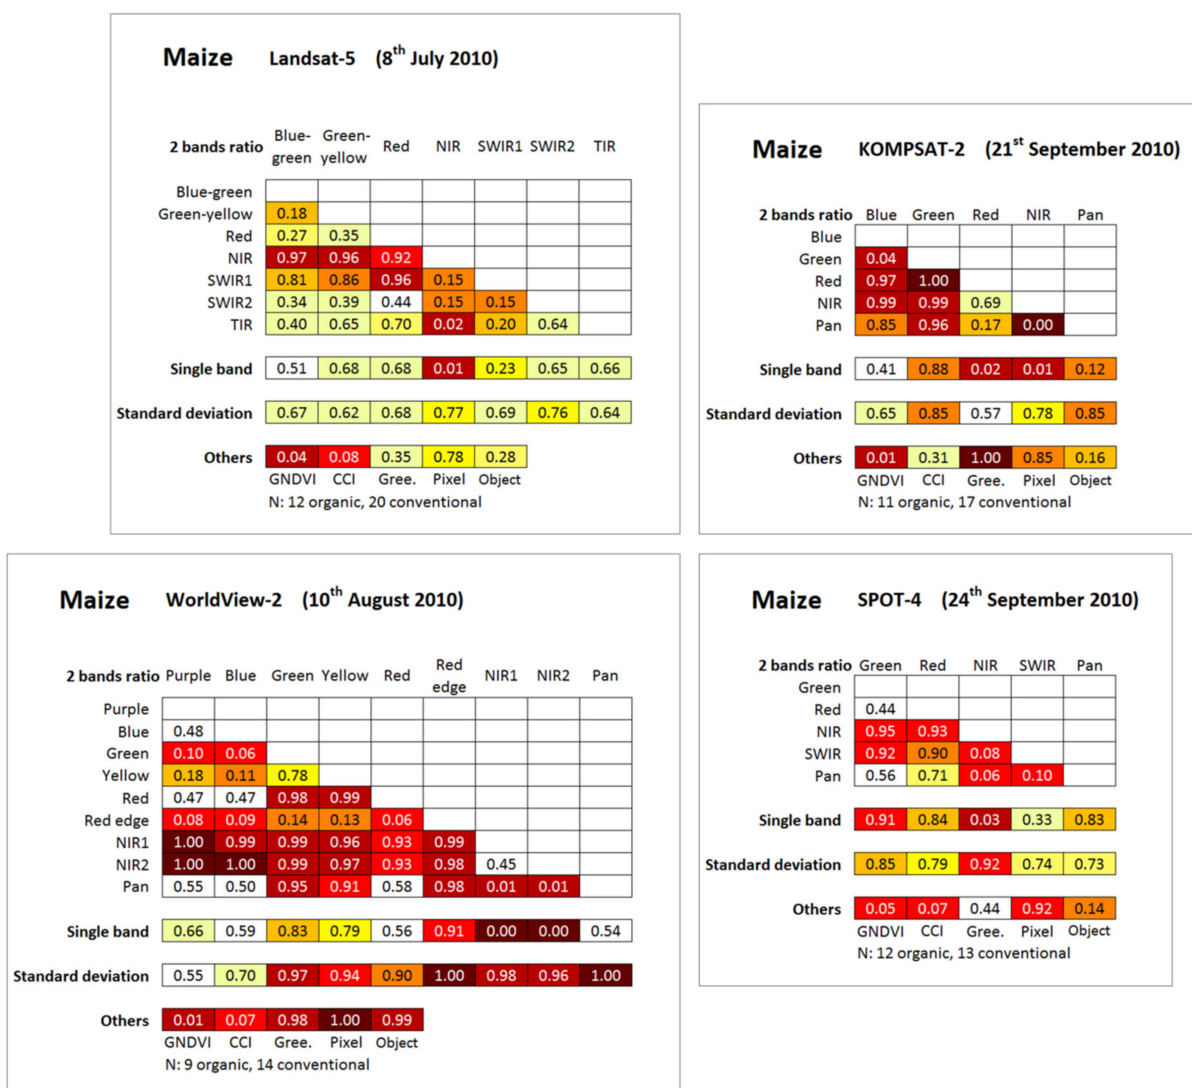 Maize Landsat-5 (8th July 2010)
2 bands ratio Blue-green Green-yellow Red NIR SWIR1 SWIR2 TIR
Blue-green
Green-yellow 0.18
Red 0.27 0.35
NIR 0.97 0.96 0.92
SWIR1 0.81 0.86 0.96 0.15
SWIR2 0.34 0.39 0.44 0.15 0.15
TIR 0.40 0.65 0.70 0.02 0.20 0.64
Single band 0.51 0.68 0.68 0.01 0.23 0.65 0.66
Standard deviation 0.67 0.62 0.68 0.77 0.69 0.76 0.64
Others 0.04 0.08 0.35 0.78 0.28
GNDVI CCI Gree. Pixel Object
N: 12 organic, 20 conventional
Maize KOMPSAT-2 (21st September 2010)
2 bands ratio Blue Green Red NIR Pan
Blue
Green 0.04
Red 0.97 1.00
NIR 0.99 0.99 0.69
Pan 0.85 0.96 0.17 0.00
Single band 0.41 0.88 0.02 0.01 0.12
Standard deviation 0.65 0.85 0.57 0.78 0.85
Others 0.01 0.31 1.00 0.85 0.16
GNDVI CCI Gree. Pixel Object
N: 11 organic, 17 conventional
Maize WorldView-2 (10th August 2010)
2 bands ratio Purple Blue Green Yellow Red Red edge NIR1 NIR2 Pan
Purple
Blue 0.48
Green 0.10 0.06
Yellow 0.18 0.11 0.78
Red 0.47 0.47 0.98 0.99
Red edge 0.08 0.09 0.14 0.13 0.06
NIR1 1.00 0.99 0.99 0.96 0.93 0.99
NIR2 1.00 1.00 0.99 0.97 0.93 0.98 0.45
Pan 0.55 0.50 0.95 0.91 0.58 0.98 0.01 0.01
Single band 0.66 0.59 0.83 0.79 0.56 0.91 0.00 0.00 0.54
Standard deviation 0.55 0.70 0.97 0.94 0.90 1.00 0.98 0.96 1.00
Others 0.01 0.07 0.98 1.00 0.99
GNDVI CCI Gree. Pixel Object
N: 9 organic, 14 conventional
Maize SPOT-4 (24th September 2010)
2 bands ratio Green Red NIR SWIR Pan
Green
Red 0.44
NIR 0.95 0.93
SWIR 0.92 0.90 0.08
Pan 0.56 0.71 0.06 0.10
Single band 0.91 0.84 0.03 0.33 0.83
Standard deviation 0.85 0.79 0.92 0.74 0.73
Others 0.05 0.07 0.44 0.92 0.14
GNDVI CCI Gree. Pixel Object
N: 12 organic, 13 conventional